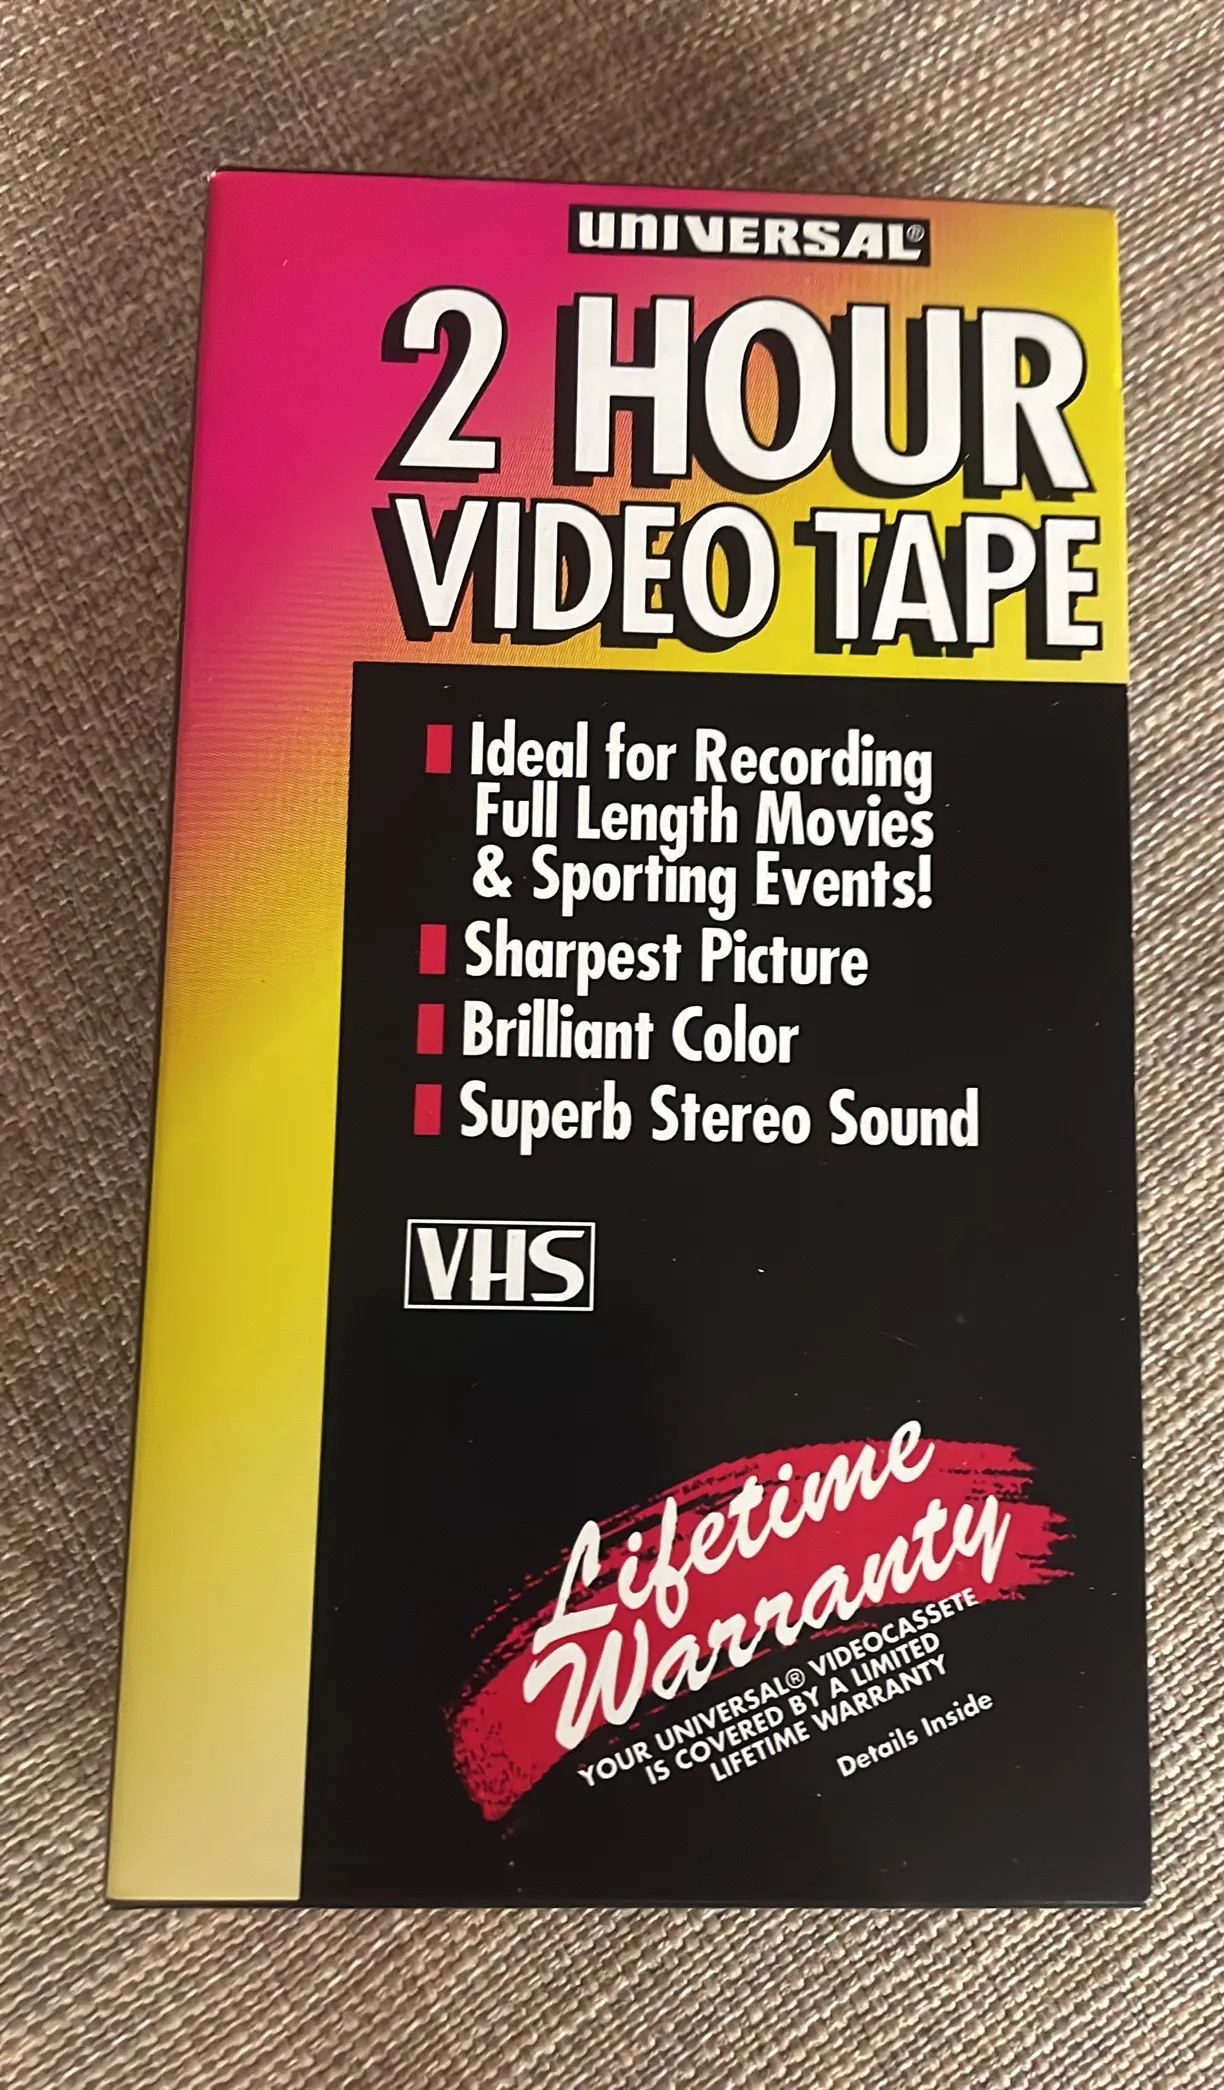 UNIVERSAL®
2 HOUR
VIDEO TAPE
Ideal for Recording
Full Length Movies
& Sporting Events!
Sharpest Picture
Brilliant Color
Superb Stereo Sound
VHS
Lifetime
Warranty
YOUR UNIVERSAL® VIDEOCASSETE
IS COVERED BY A LIMITED
LIFETIME WARRANTY
Details Inside